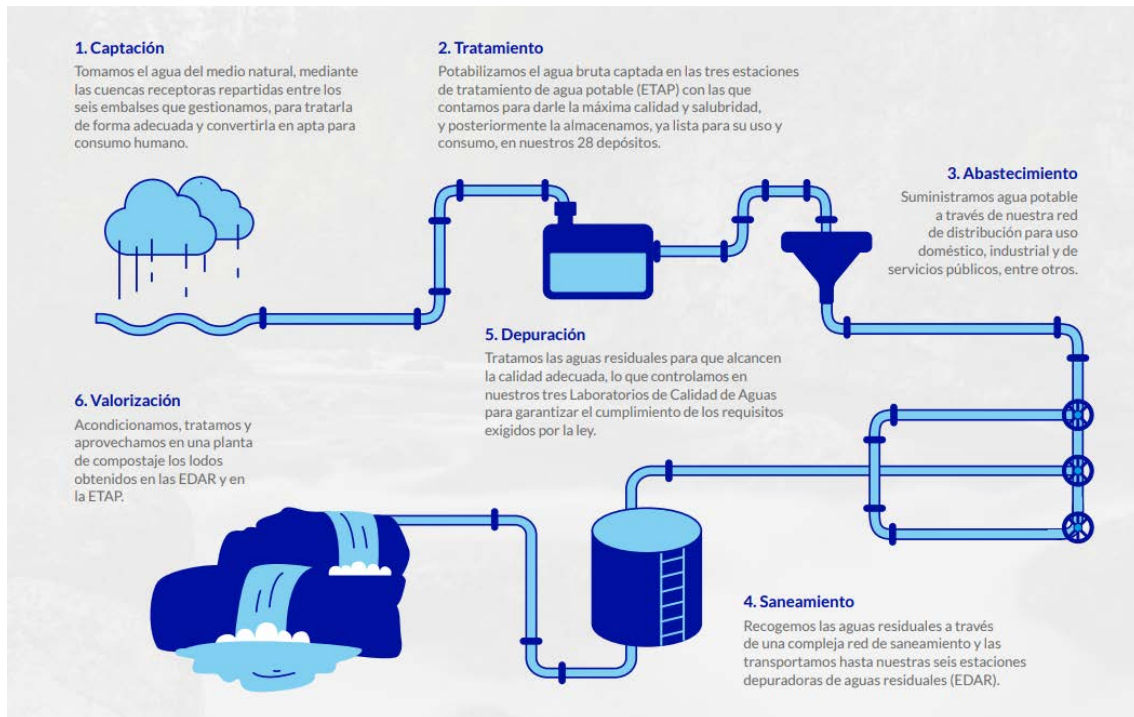 1. Captación
Tomamos el agua del medio natural, mediante
las cuencas receptoras repartidas entre los
seis embalses que gestionamos, para tratarla
de forma adecuada y convertirla en apta para
consumo humano.
2. Tratamiento
Potabilizamos el agua bruta captada en las tres estaciones
de tratamiento de agua potable (ETAP) con las que
contamos para darle la máxima calidad y salubridad,
y posteriormente la almacenamos, ya lista para su uso y
consumo, en nuestros 28 depósitos.
3. Abastecimiento
Suministramos agua potable
a través de nuestra red
de distribución para uso
doméstico, industrial y de
servicios públicos, entre otros.
4. Saneamiento
Recogemos las aguas residuales a través
de una compleja red de saneamiento y las
transportamos hasta nuestras seis estaciones
depuradoras de aguas residuales (EDAR).
5. Depuración
Tratamos las aguas residuales para que alcancen
la calidad adecuada, lo que controlamos en
nuestros tres Laboratorios de Calidad de Aguas
para garantizar el cumplimiento de los requisitos
exigidos por la ley.
6. Valorización
Acondicionamos, tratamos y
aprovechamos en una planta
de compostaje los lodos
obtenidos en las EDAR y en
la ETAP.